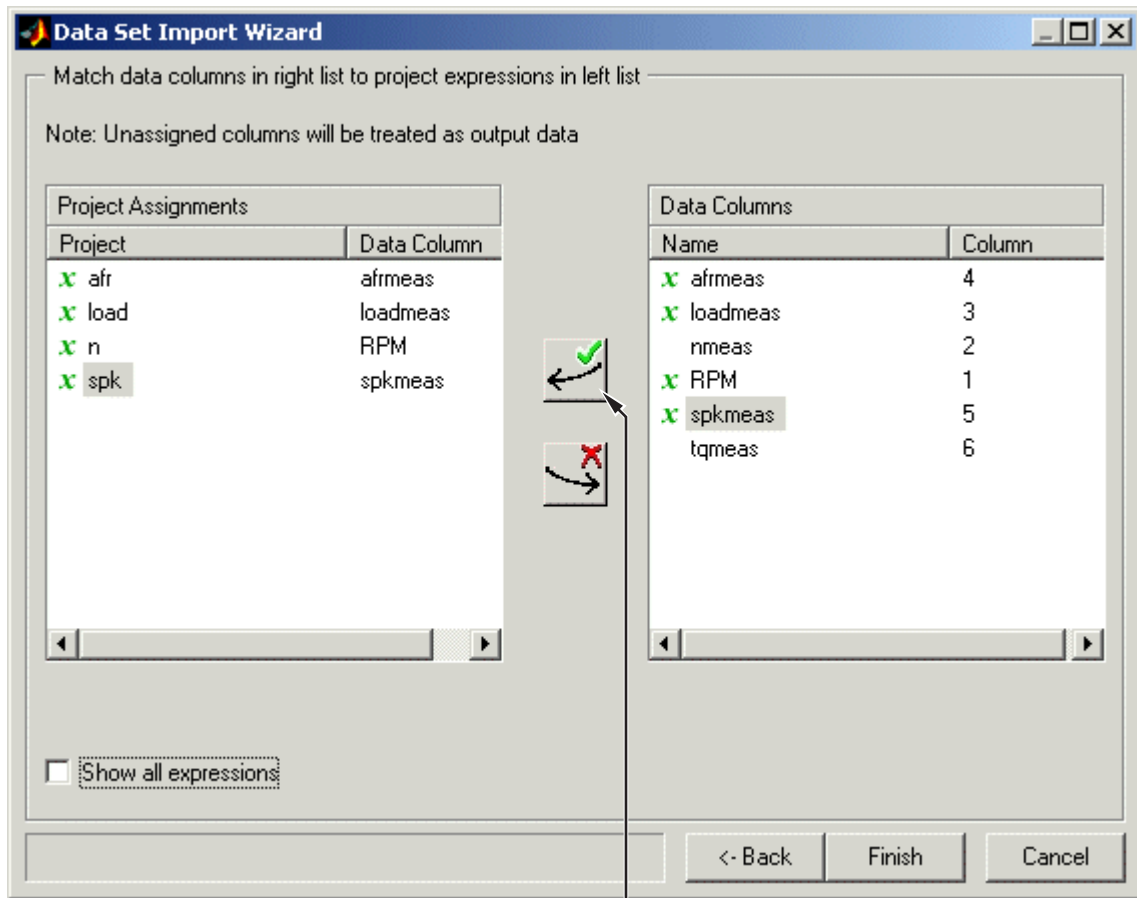 Data Set Import Wizard
Match data columns in right list to project expressions in left list
Note: Unassigned columns will be treated as output data
Project Assignments
Project Data Column
x afr afrmeas
x load loadmeas
x n RPM
x spk spkmeas
Data Columns
Name Column
x afrmeas 4
x loadmeas 3
nmeas 2
x RPM 1
x spkmeas 5
tqmeas 6
Show all expressions
<- Back Finish Cancel